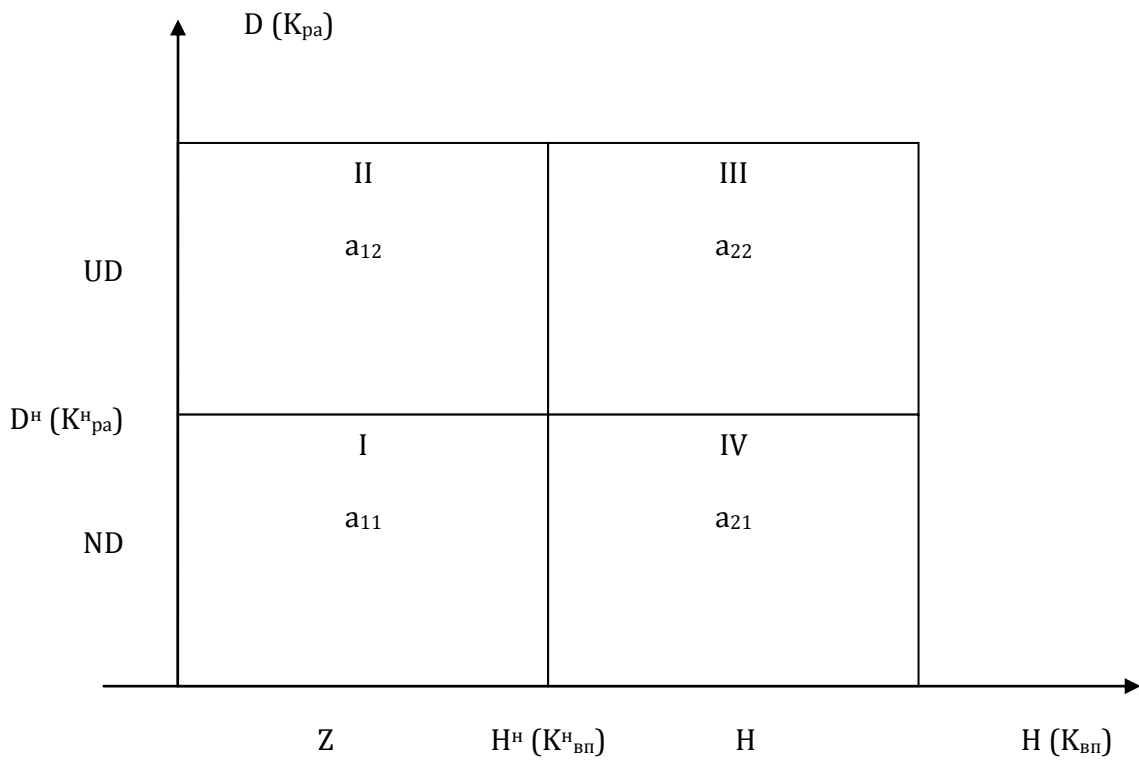 D (Kра)
II III
a12 a22
UD
Dн (Kнра)
I IV
a11 a21
ND
Z Hн (Kнвп) H H (Kвп)